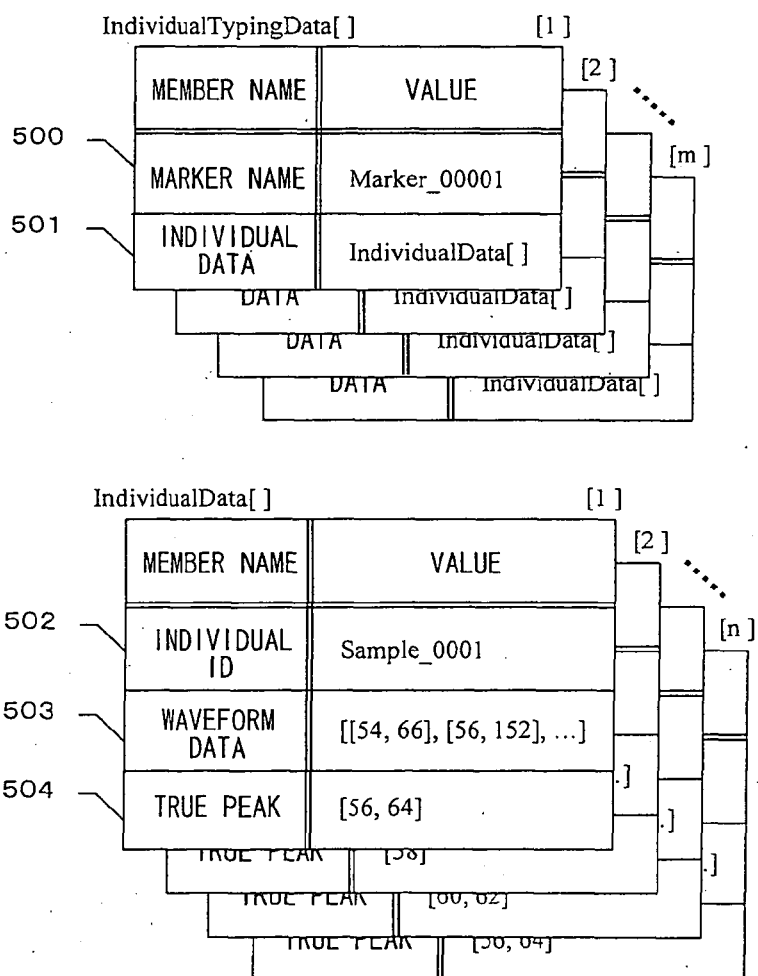 IndividualTypingData[ ] [1 ]
[2 ]
MEMBER NAME VALUE
500
[m ]
MARKER NAME Marker_00001
501
INDIVIDUAL DATA IndividualData[ ]
DATA IndividualData[ ]
DATA IndividualData[ ]
DATA IndividualData[ ]
IndividualData[ ] [1 ]
[2 ]
MEMBER NAME VALUE
502
[n ]
INDIVIDUAL ID Sample_0001
503
WAVEFORM DATA [[54, 66], [56, 152], ...]
.]
504
TRUE PEAK [56, 64]
.]
.]
TRUE PEAK [58]
TRUE PEAK [60, 62]
TRUE PEAK